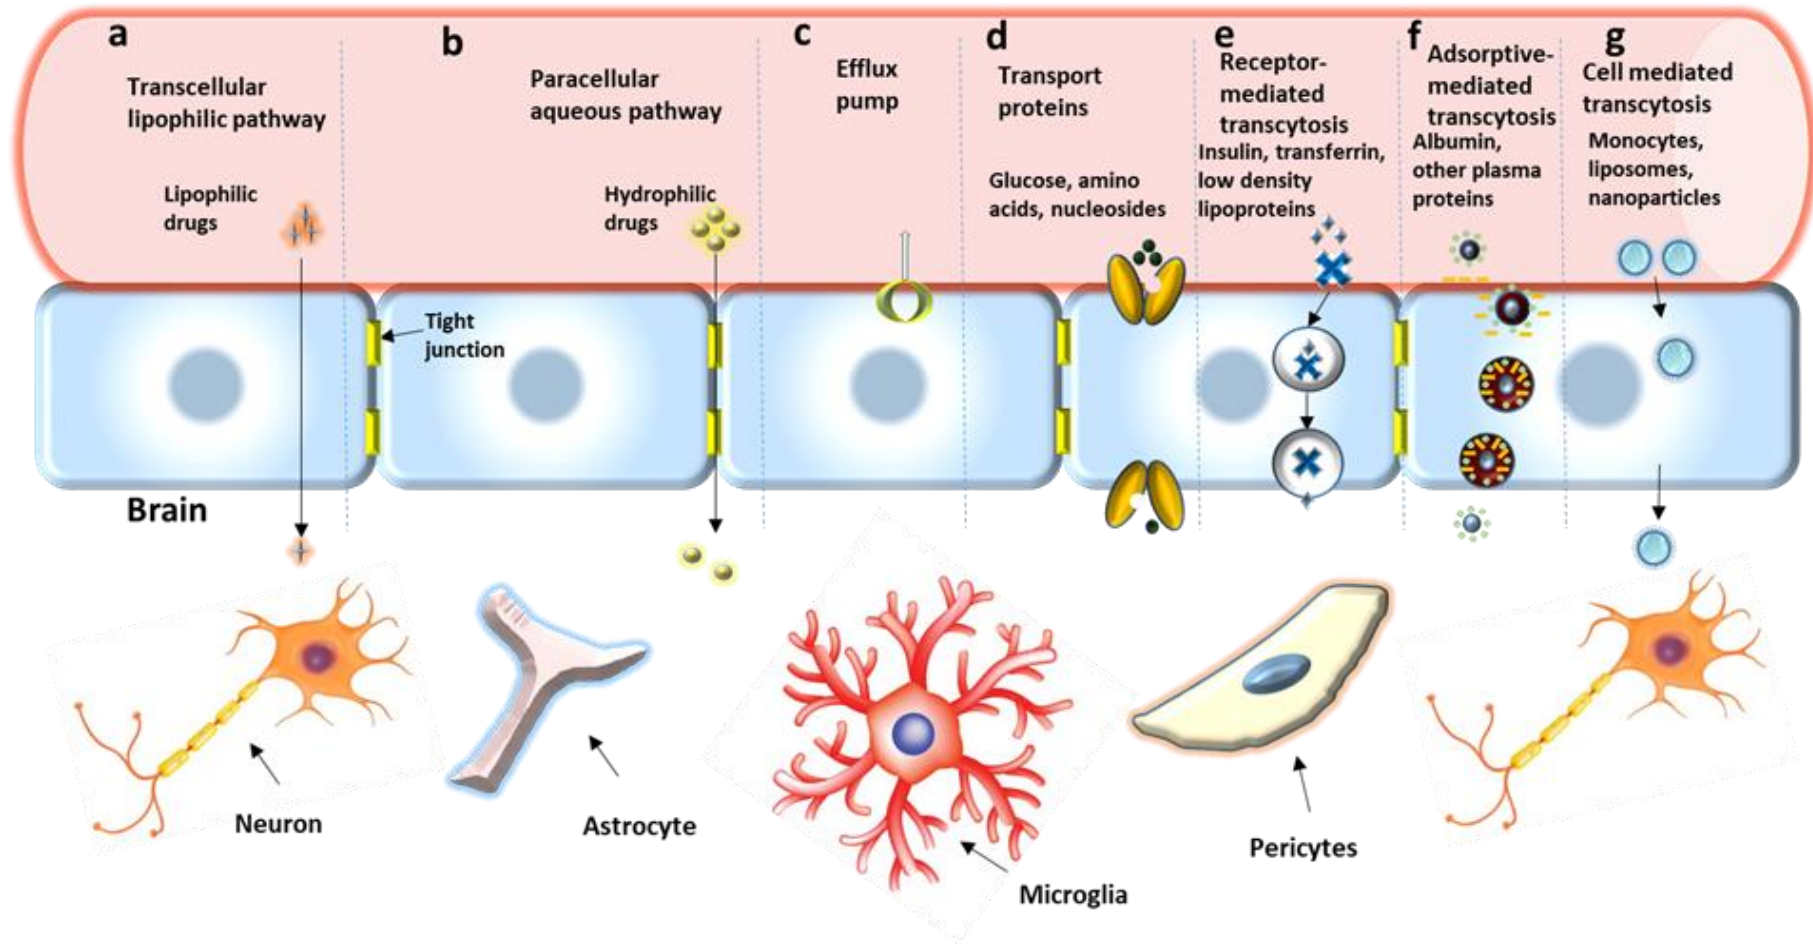 a
Transcellular
lipophilic pathway
Lipophilic
drugs
b
Paracellular
aqueous pathway
Hydrophilic
drugs
c
Efflux
pump
d
Transport
proteins
Glucose, amino
acids, nucleosides
e
Receptor-
mediated
transcytosis
Insulin, transferrin,
low density
lipoproteins
f
Adsorptive-
mediated
transcytosis
Albumin,
other plasma
proteins
g
Cell mediated
transcytosis
Monocytes,
liposomes,
nanoparticles
Tight
junction
Brain
Neuron
Astrocyte
Microglia
Pericytes